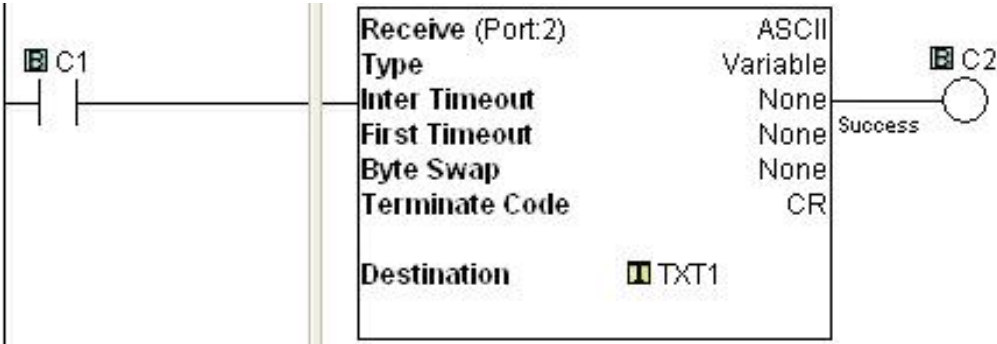 Receive (Port:2) ASCII
B C1
Type Variable
B C2
Inter Timeout None
First Timeout None
Success
Byte Swap None
Terminate Code CR
Destination T TXT1